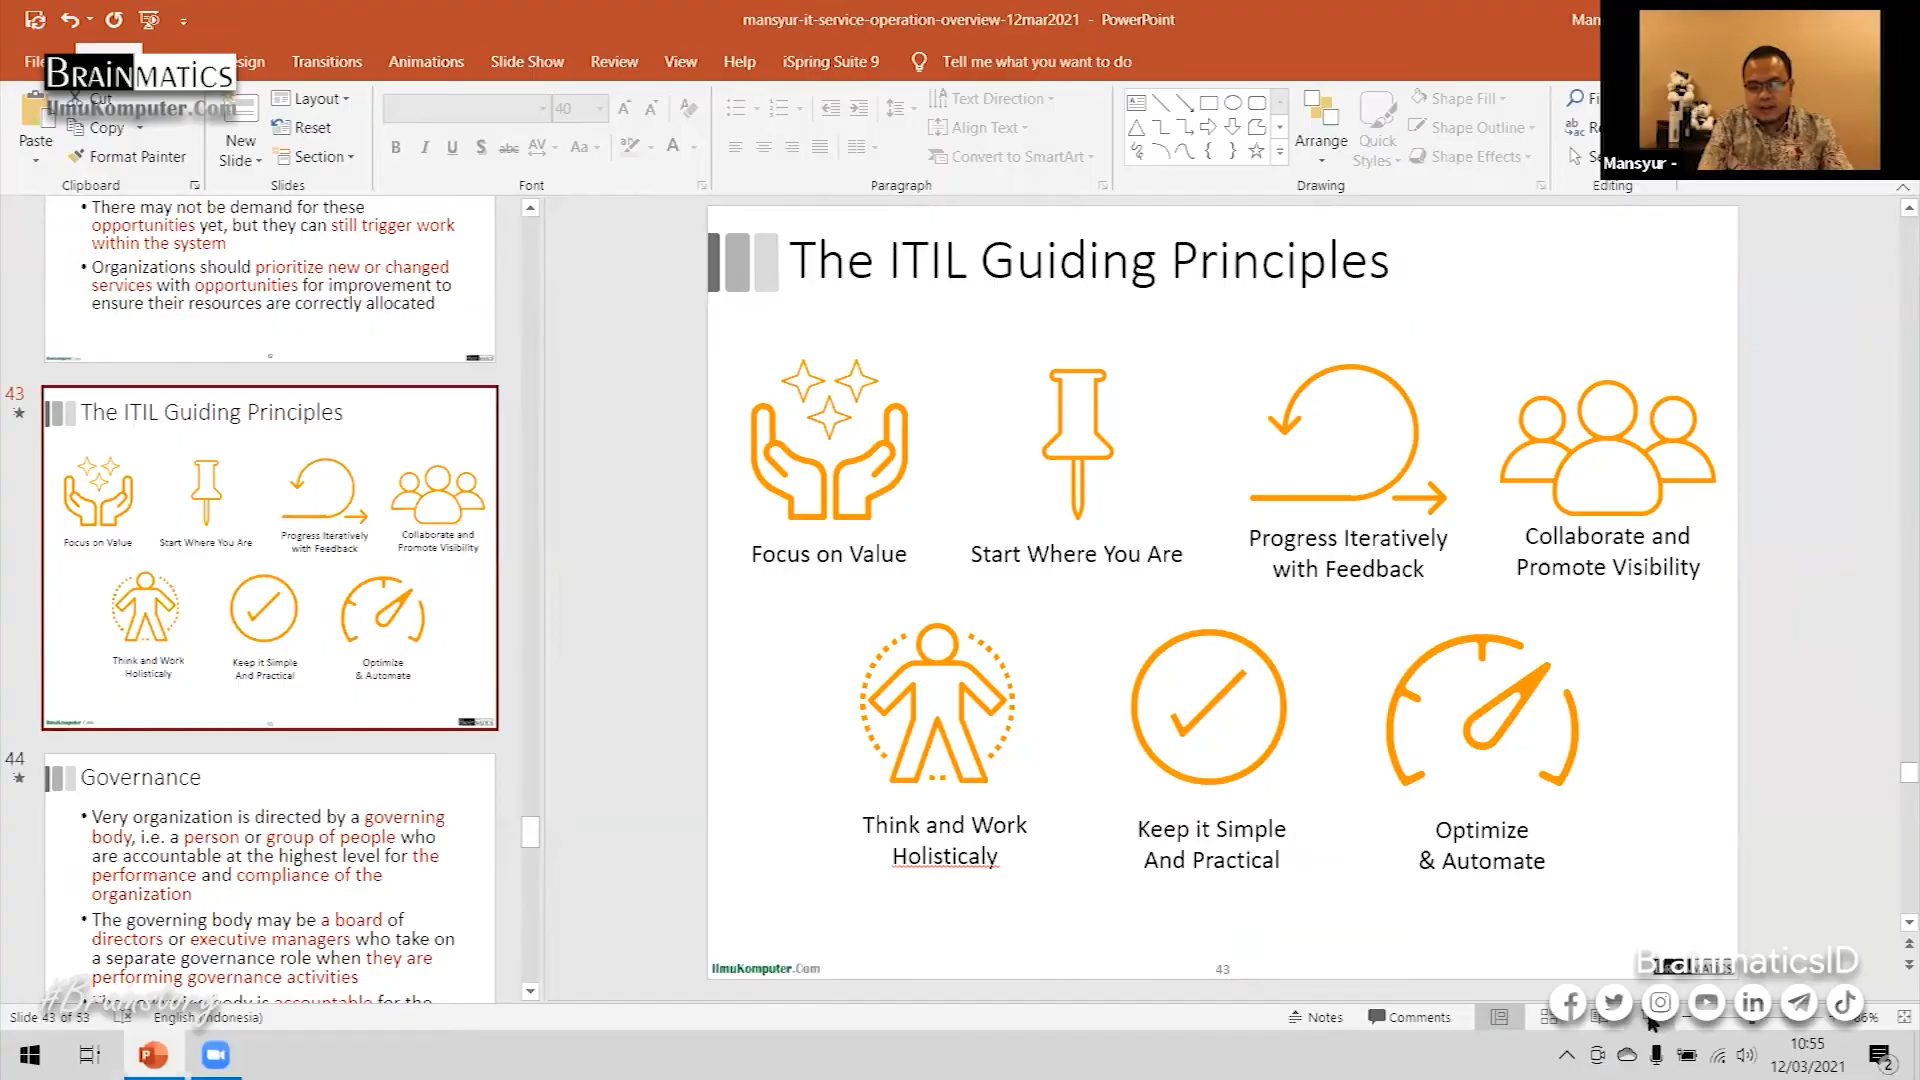 mansyur-it-service-operation-overview-12mar2021 - PowerPoint
Man
Transitions
Animations
Slide Show
Review
View
Help
iSpring Suite 9
Tell me what you want to do
BRAINMATICS
IlmuKomputer.Com
Cut
Copy
Format Painter
Paste
Clipboard
New
Slide
Layout
Reset
Section
Slides
40
Font
Text Direction
Align Text
Convert to SmartArt
Paragraph
Arrange
Quick
Styles
Shape Fill
Shape Outline
Shape Effects
Drawing
Editing
Mansyur -
• There may not be demand for these
opportunities yet, but they can still trigger work
within the system
• Organizations should prioritize new or changed
services with opportunities for improvement to
ensure their resources are correctly allocated
43
The ITIL Guiding Principles
Focus on Value
Start Where You Are
Progress Iteratively
with Feedback
Collaborate and
Promote Visibility
Think and Work
Holisticaly
Keep it Simple
And Practical
Optimize
& Automate
44
Governance
• Very organization is directed by a governing
body, i.e. a person or group of people who
are accountable at the highest level for the
performance and compliance of the
organization
• The governing body may be a board of
directors or executive managers who take on
a separate governance role when they are
performing governance activities
The ITIL Guiding Principles
Focus on Value
Start Where You Are
Progress Iteratively
with Feedback
Collaborate and
Promote Visibility
Think and Work
Holisticaly
Keep it Simple
And Practical
Optimize
& Automate
IlmuKomputer.Com
43
BrainmaticsID
#Brainstory
Slide 43 of 53
English (Indonesia)
Notes
Comments
86%
10:55
12/03/2021
2